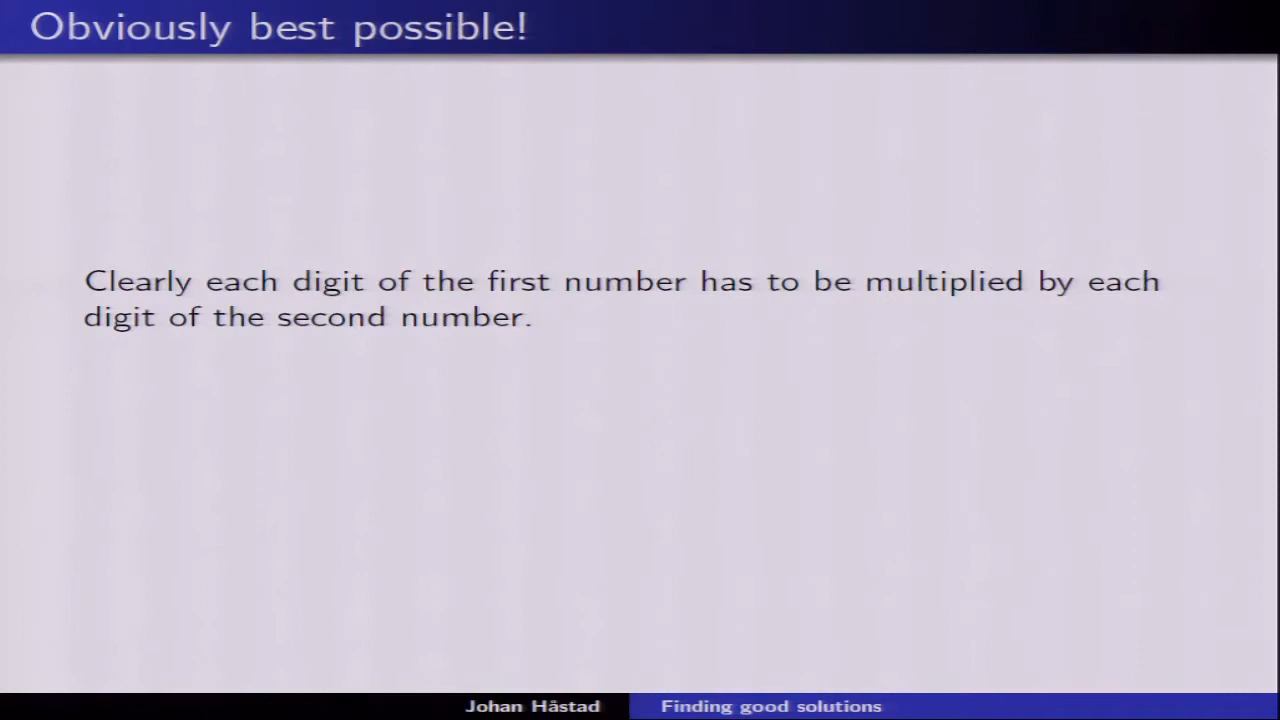 Obviously best possible!
Clearly each digit of the first number has to be multiplied by each
digit of the second number.
Johan Håstad
Finding good solutions